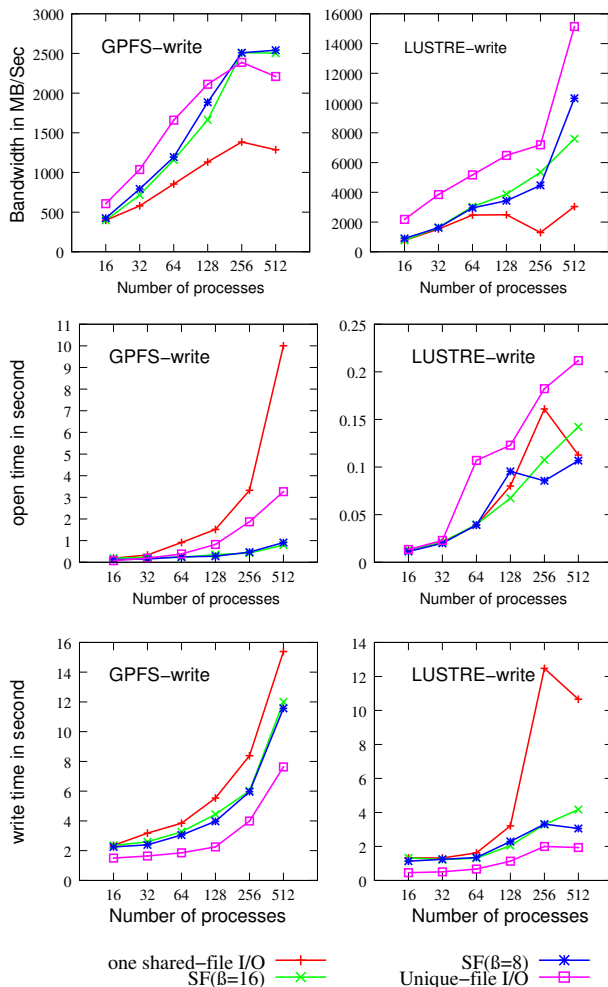 GPFS-write
Bandwidth in MB/Sec
3000
2500
2000
1500
1000
500
0
16 32 64 128 256 512
Number of processes
LUSTRE-write
16000
14000
12000
10000
8000
6000
4000
2000
0
16 32 64 128 256 512
Number of processes
GPFS-write
open time in second
11
10
9
8
7
6
5
4
3
2
1
0
16 32 64 128 256 512
Number of processes
LUSTRE-write
0.25
0.2
0.15
0.1
0.05
0
16 32 64 128 256 512
Number of processes
GPFS-write
write time in second
16
14
12
10
8
6
4
2
0
16 32 64 128 256 512
Number of processes
LUSTRE-write
14
12
10
8
6
4
2
0
16 32 64 128 256 512
Number of processes
one shared-file I/O
SF(ß=16)
SF(ß=8)
Unique-file I/O